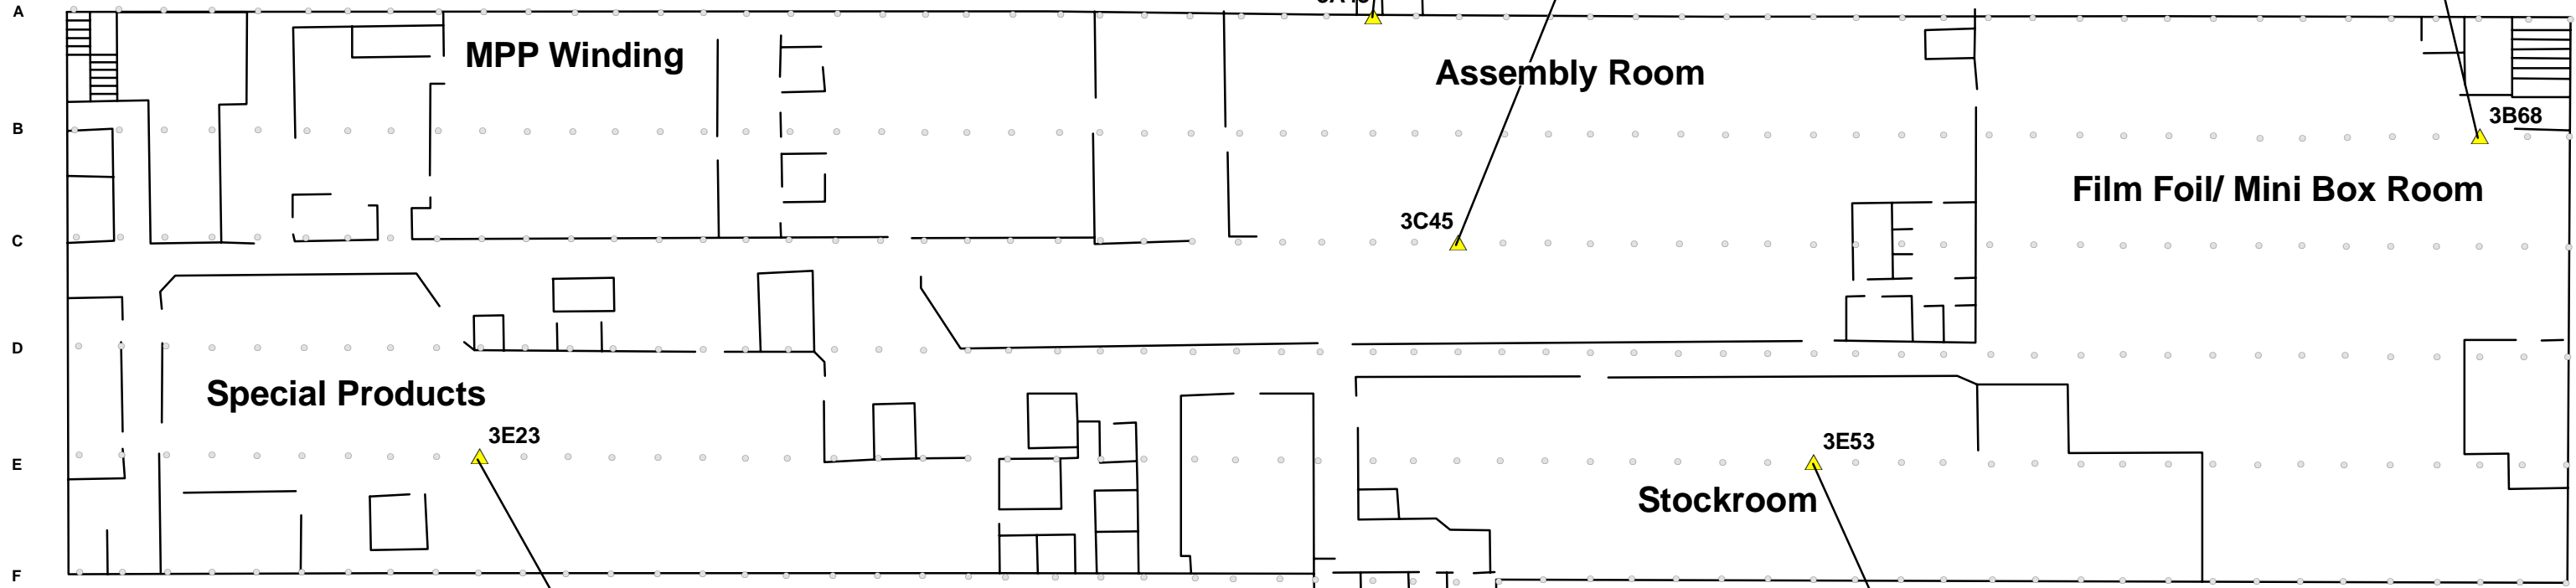 A
MPP Winding
Assembly Room
B
3B68
Film Foil/ Mini Box Room
3C45
C
D
Special Products
3E23
3E53
E
Stockroom
F